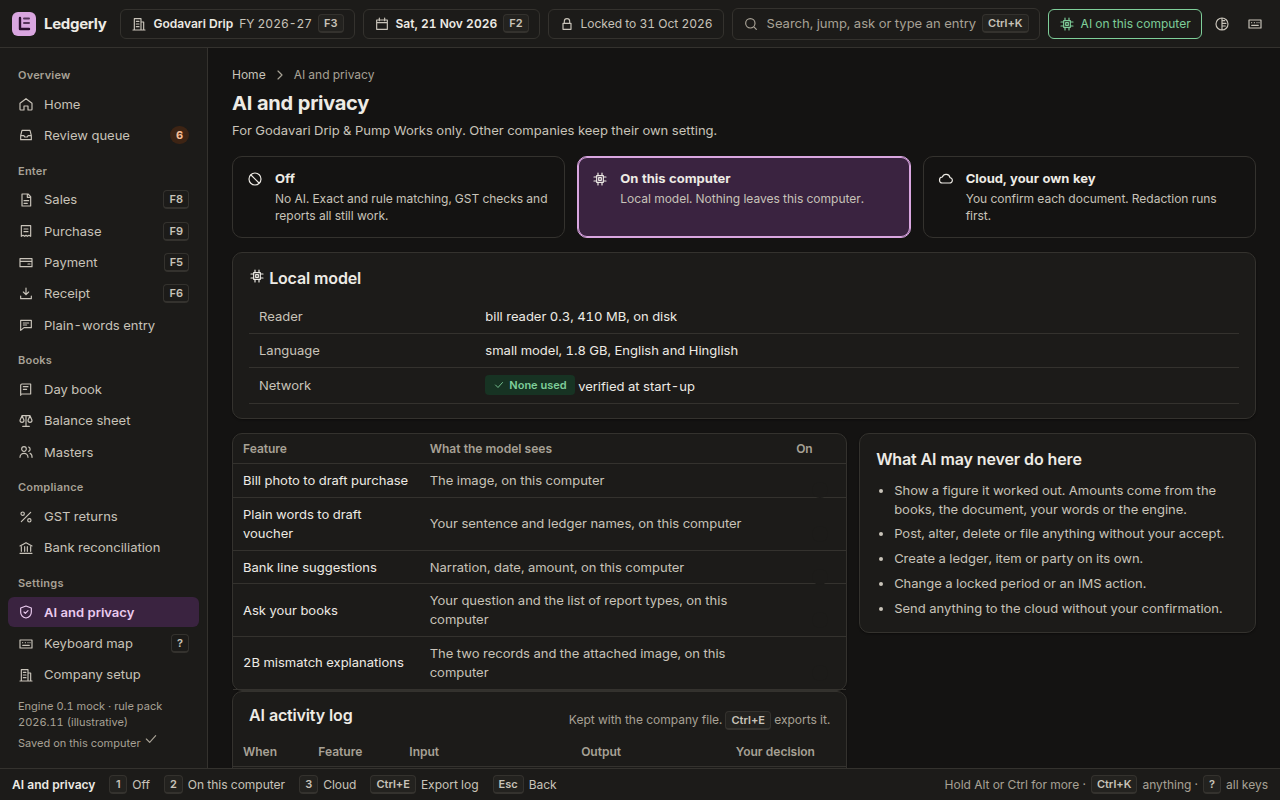 Ledgerly
Godavari Drip FY 2026-27 F3
Sat, 21 Nov 2026 F2
Locked to 31 Oct 2026
Search, jump, ask or type an entry Ctrl+K
AI on this computer
Overview
Home
Review queue 6
Enter
Sales F8
Purchase F9
Payment F5
Receipt F6
Plain-words entry
Books
Day book
Balance sheet
Masters
Compliance
GST returns
Bank reconciliation
Settings
AI and privacy
Keyboard map ?
Company setup
Engine 0.1 mock · rule pack
2026.11 (illustrative)
Saved on this computer
Home AI and privacy
AI and privacy
For Godavari Drip & Pump Works only. Other companies keep their own setting.
Off
No AI. Exact and rule matching, GST checks and
reports all still work.
On this computer
Local model. Nothing leaves this computer.
Cloud, your own key
You confirm each document. Redaction runs
first.
Local model
Reader bill reader 0.3, 410 MB, on disk
Language small model, 1.8 GB, English and Hinglish
Network None used verified at start-up
Feature What the model sees On
Bill photo to draft purchase The image, on this computer
Plain words to draft
voucher
Your sentence and ledger names, on this computer
Bank line suggestions Narration, date, amount, on this computer
Ask your books
Your question and the list of report types, on this
computer
2B mismatch explanations
The two records and the attached image, on this
computer
What AI may never do here
• Show a figure it worked out. Amounts come from the
books, the document, your words or the engine.
• Post, alter, delete or file anything without your accept.
• Create a ledger, item or party on its own.
• Change a locked period or an IMS action.
• Send anything to the cloud without your confirmation.
AI activity log
Kept with the company file. Ctrl+E exports it.
When Feature Input Output Your decision
AI and privacy 1 Off 2 On this computer 3 Cloud Ctrl+E Export log Esc Back
Hold Alt or Ctrl for more · Ctrl+K anything · ? all keys